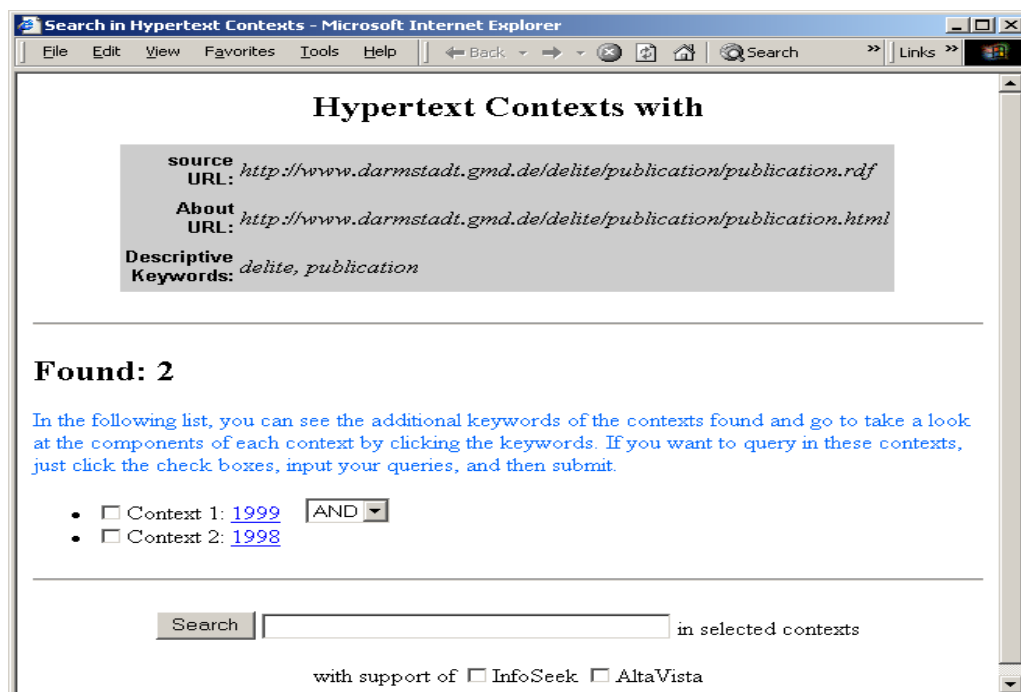 Search in Hypertext Contexts - Microsoft Internet Explorer
File Edit View Favorites Tools Help Back Search » Links »
Hypertext Contexts with
source URL: http://www.darmstadt.gmd.de/delite/publication/publication.rdf
About URL: http://www.darmstadt.gmd.de/delite/publication/publication.html
Descriptive Keywords: delite, publication
Found: 2
In the following list, you can see the additional keywords of the contexts found and go to take a look
at the components of each context by clicking the keywords. If you want to query in these contexts,
just click the check boxes, input your queries, and then submit.
• Context 1: 1999 AND
• Context 2: 1998
Search in selected contexts
with support of InfoSeek AltaVista